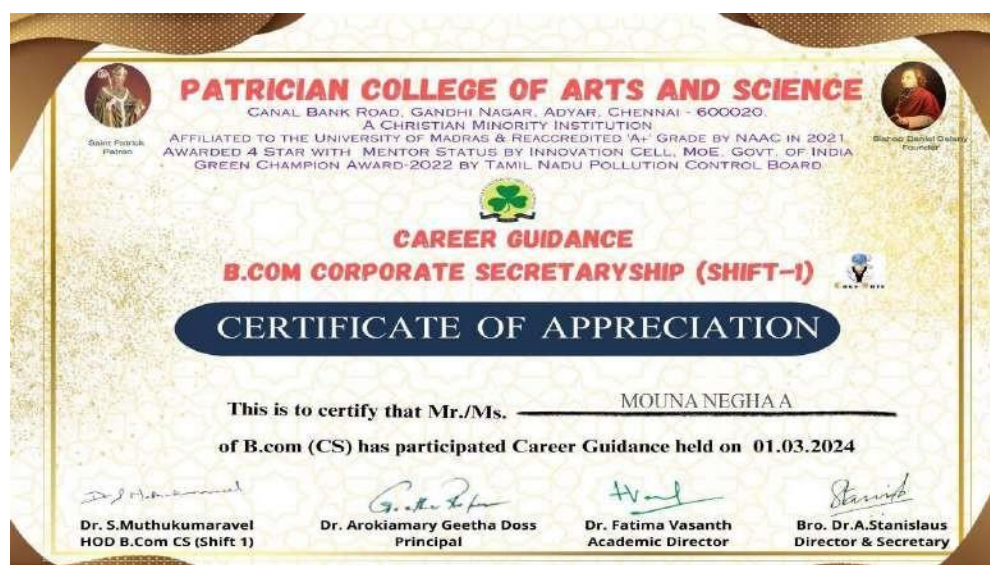 PATRICIAN COLLEGE OF ARTS AND SCIENCE
CANAL BANK ROAD, GANDHI NAGAR, ADYAR, CHENNAI - 600020.
A CHRISTIAN MINORITY INSTITUTION
AFFILIATED TO THE UNIVERSITY OF MADRAS & REACCREDITED 'A+' GRADE BY NAAC IN 2021
AWARDED 4 STAR WITH MENTOR STATUS BY INNOVATION CELL, MOE, GOVT. OF INDIA
GREEN CHAMPION AWARD-2022 BY TAMIL NADU POLLUTION CONTROL BOARD
Saint Patrick
Patron
Bishop Daniel Delany
Founder
CAREER GUIDANCE
B.COM CORPORATE SECRETARYSHIP (SHIFT-1)
CERTIFICATE OF APPRECIATION
This is to certify that Mr./Ms. MOUNA NEGHA A
of B.com (CS) has participated Career Guidance held on 01.03.2024
Dr. S.Muthukumaravel
HOD B.Com CS (Shift 1)
Dr. Arokiamary Geetha Doss
Principal
Dr. Fatima Vasanth
Academic Director
Bro. Dr.A.Stanislaus
Director & Secretary